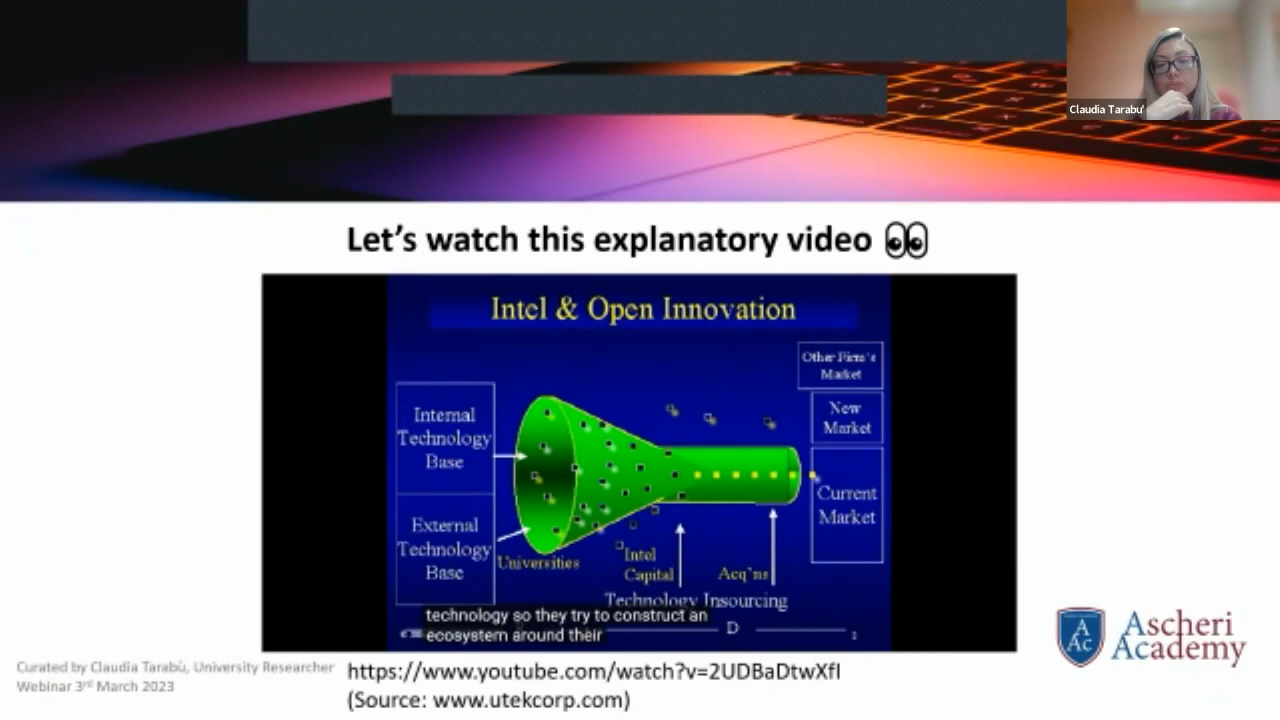 Claudia Tarabu'
Let's watch this explanatory video 👀
Intel & Open Innovation
Other Firm's
Market
New
Market
Current
Market
Internal
Technology
Base
External
Technology
Base
Universities
Intel
Capital
Acq'ns
Technology Insourcing
technology so they try to construct an
ecosystem around their
D
Curated by Claudia Tarabù, University Researcher
Webinar 3rd March 2023
https://www.youtube.com/watch?v=2UDBaDtwXfI
(Source: www.utekcorp.com)
A
Ac
Ascheri
Academy